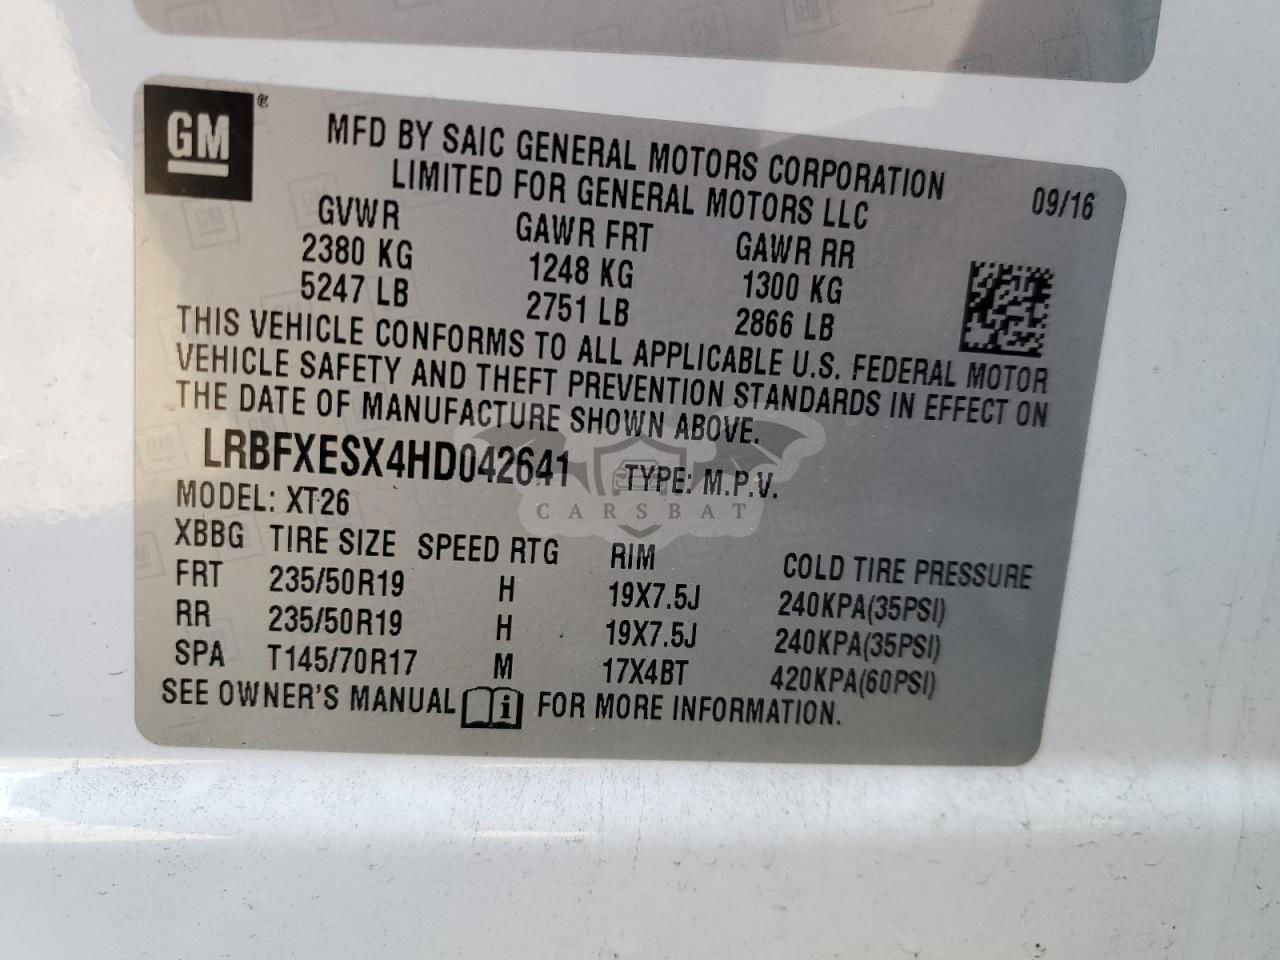 GM®
MFD BY SAIC GENERAL MOTORS CORPORATION
LIMITED FOR GENERAL MOTORS LLC
09/16
GVWR GAWR FRT GAWR RR
2380 KG 1248 KG 1300 KG
5247 LB 2751 LB 2866 LB
THIS VEHICLE CONFORMS TO ALL APPLICABLE U.S. FEDERAL MOTOR
VEHICLE SAFETY AND THEFT PREVENTION STANDARDS IN EFFECT ON
THE DATE OF MANUFACTURE SHOWN ABOVE.
LRBFXESX4HD042641 TYPE: M.P.V.
CARSBAT
MODEL: XT26
XBBG TIRE SIZE SPEED RTG RIM COLD TIRE PRESSURE
FRT 235/50R19 H 19X7.5J 240KPA(35PSI)
RR 235/50R19 H 19X7.5J 240KPA(35PSI)
SPA T145/70R17 M 17X4BT 420KPA(60PSI)
SEE OWNER'S MANUAL i FOR MORE INFORMATION.